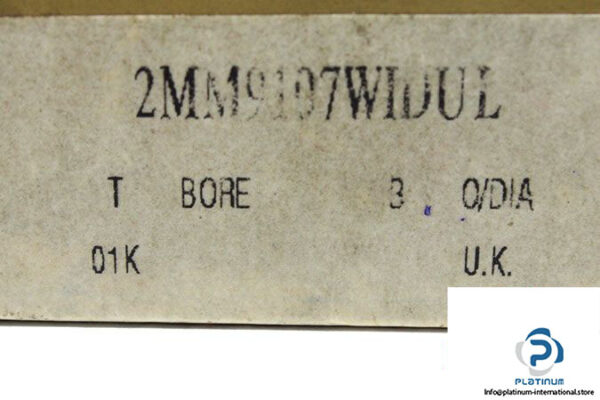 2MM9107WIDUL
T BORE 3 O/DIA
01K U.K.
PLATINUM
Info@platinum-international.store